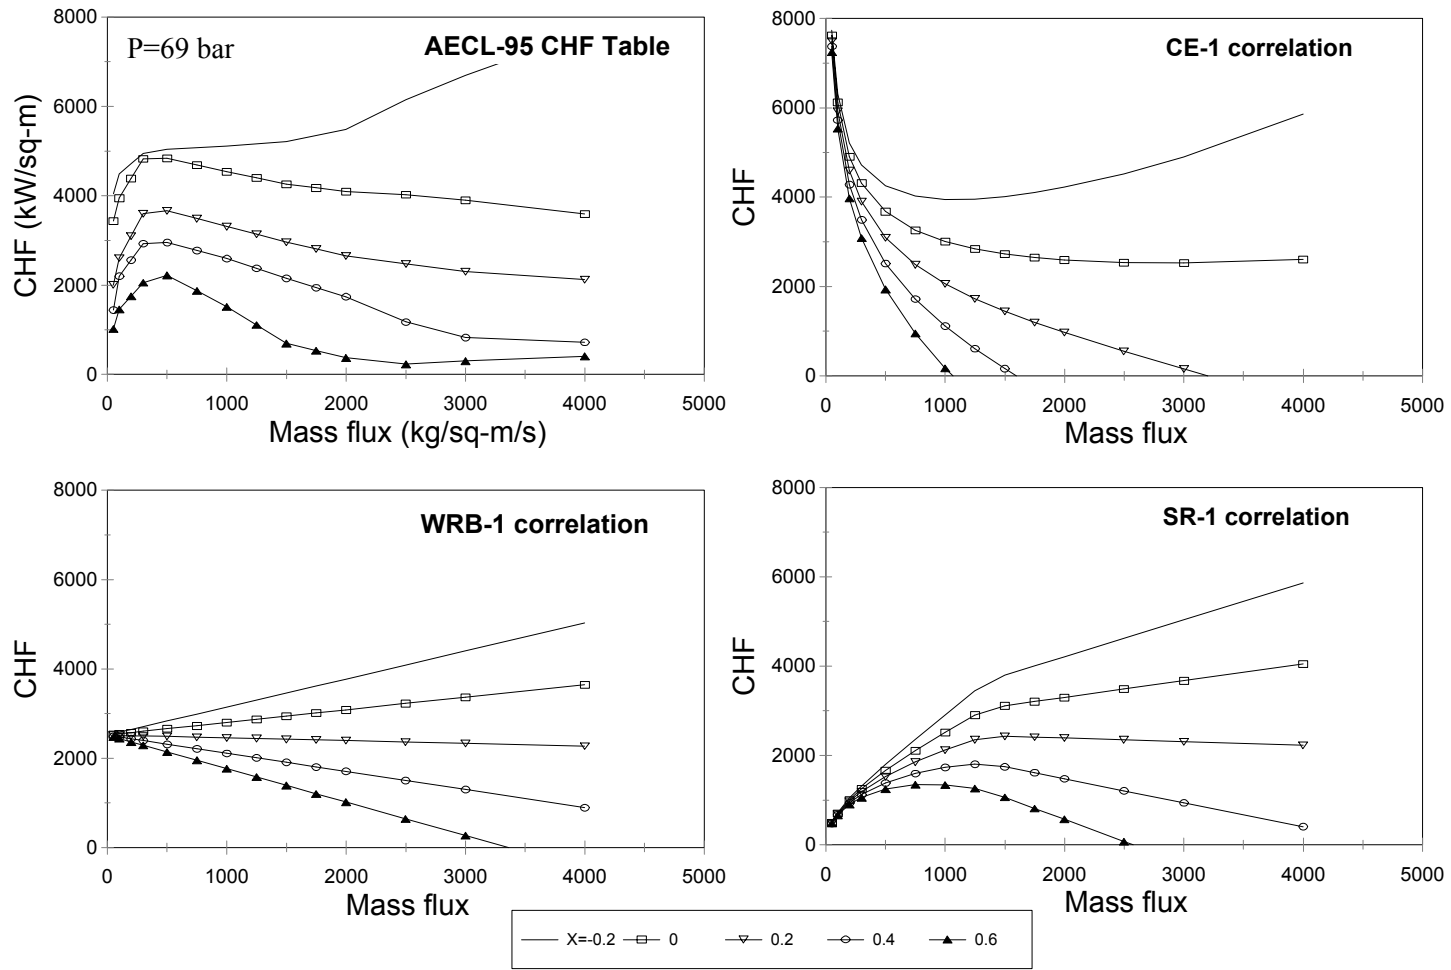 8000
6000
4000
2000
0
CHF (kW/sq-m)
P=69 bar
AECL-95 CHF Table
0 1000 2000 3000 4000 5000
Mass flux (kg/sq-m/s)
8000
6000
4000
2000
0
CHF
CE-1 correlation
0 1000 2000 3000 4000 5000
Mass flux
8000
6000
4000
2000
0
CHF
WRB-1 correlation
0 1000 2000 3000 4000 5000
Mass flux
8000
6000
4000
2000
0
CHF
SR-1 correlation
0 1000 2000 3000 4000 5000
Mass flux
X=-0.2 0 0.2 0.4 0.6